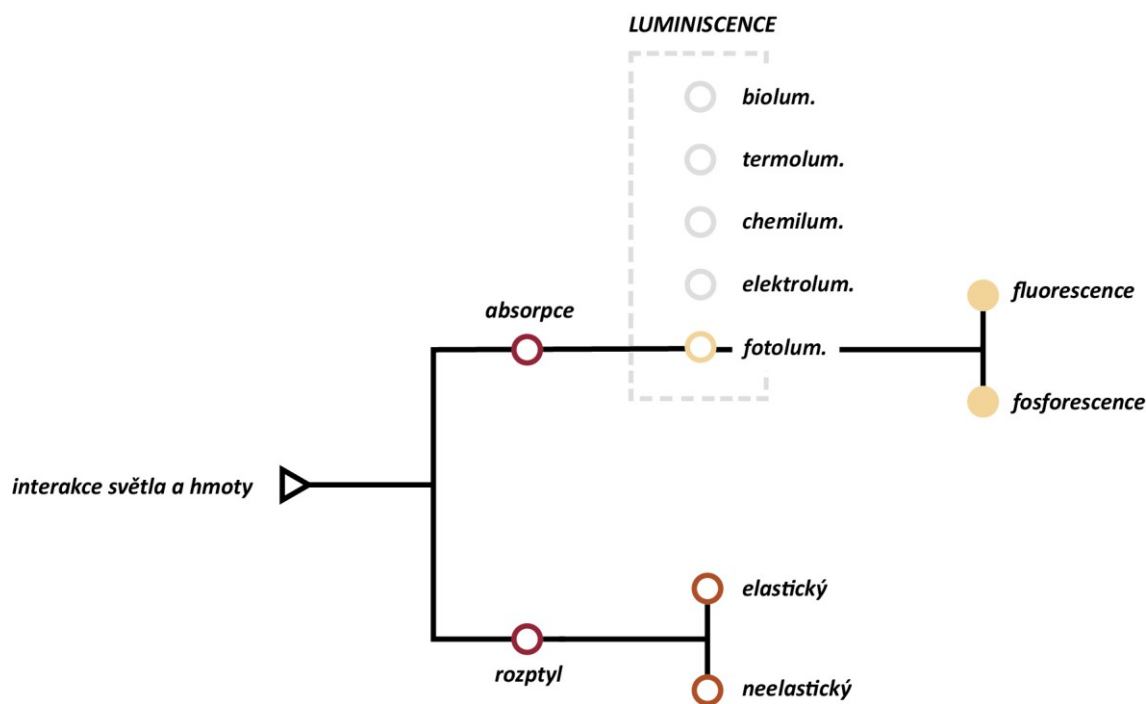 LUMINISCENCE
biolum.
termolum.
chemilum.
elektrolum.
absorpce
fotolum.
fluorescence
fosforescence
interakce světla a hmoty
elastický
rozptyl
neelastický